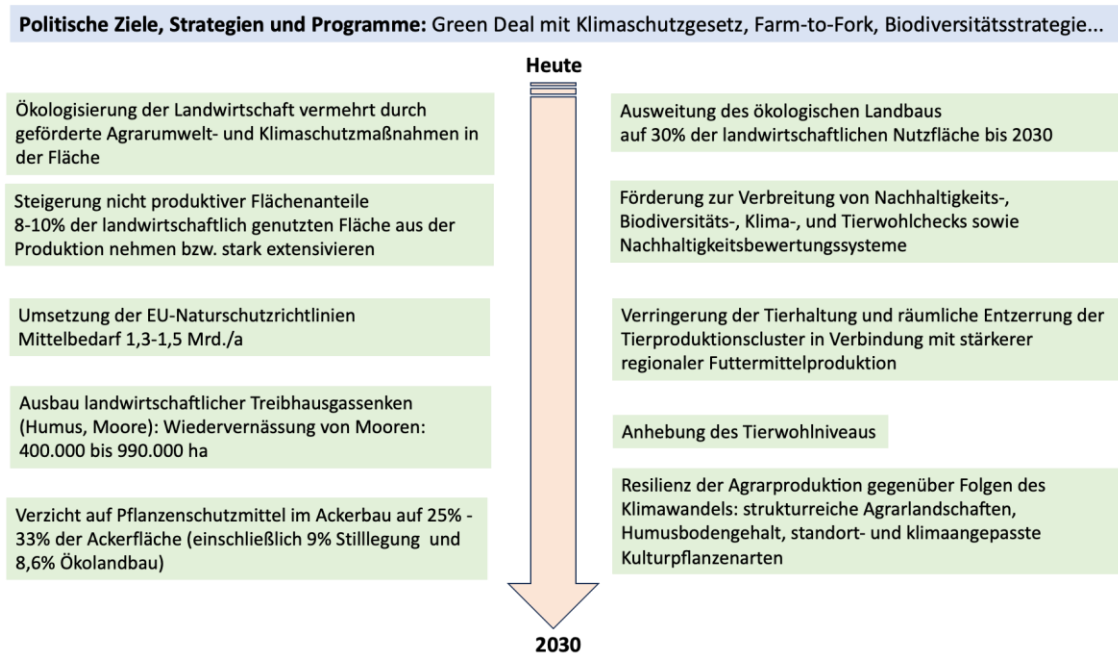 Politische Ziele, Strategien und Programme: Green Deal mit Klimaschutzgesetz, Farm-to-Fork, Biodiversitätsstrategie...
Heute
Ökologisierung der Landwirtschaft vermehrt durch
geförderte Agrarumwelt- und Klimaschutzmaßnahmen in
der Fläche
Steigerung nicht produktiver Flächenanteile
8-10% der landwirtschaftlich genutzten Fläche aus der
Produktion nehmen bzw. stark extensivieren
Umsetzung der EU-Naturschutzrichtlinien
Mittelbedarf 1,3-1,5 Mrd./a
Ausbau landwirtschaftlicher Treibhausgassenken
(Humus, Moore): Wiedervernässung von Mooren:
400.000 bis 990.000 ha
Verzicht auf Pflanzenschutzmittel im Ackerbau auf 25% -
33% der Ackerfläche (einschließlich 9% Stilllegung und
8,6% Ökolandbau)
Ausweitung des ökologischen Landbaus
auf 30% der landwirtschaftlichen Nutzfläche bis 2030
Förderung zur Verbreitung von Nachhaltigkeits-,
Biodiversitäts-, Klima-, und Tierwohlchecks sowie
Nachhaltigkeitsbewertungssysteme
Verringerung der Tierhaltung und räumliche Entzerrung der
Tierproduktionscluster in Verbindung mit stärkerer
regionaler Futtermittelproduktion
Anhebung des Tierwohlniveaus
Resilienz der Agrarproduktion gegenüber Folgen des
Klimawandels: strukturreiche Agrarlandschaften,
Humusbodengehalt, standort- und klimaangepasste
Kulturpflanzenarten
2030